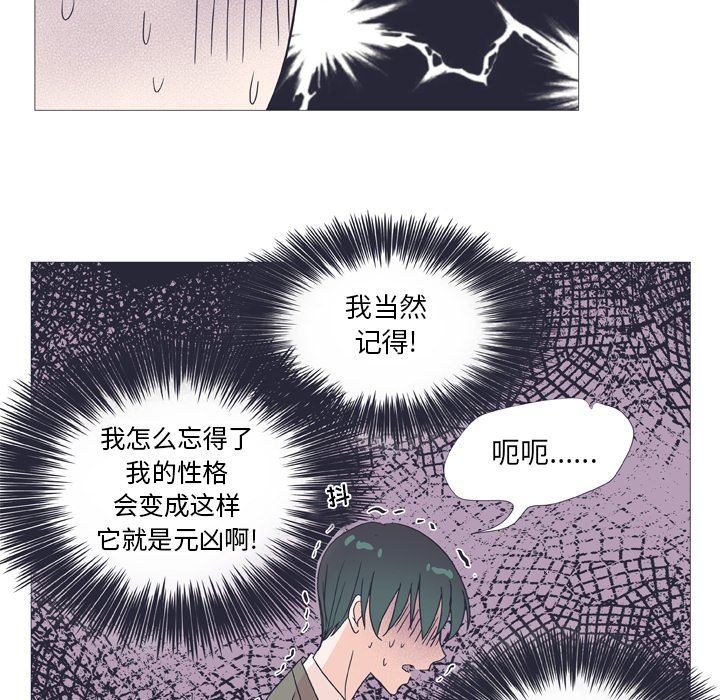 我当然
记得!
我怎么忘得了
我的性格
会变成这样
它就是元凶啊!
呃呃......
抖